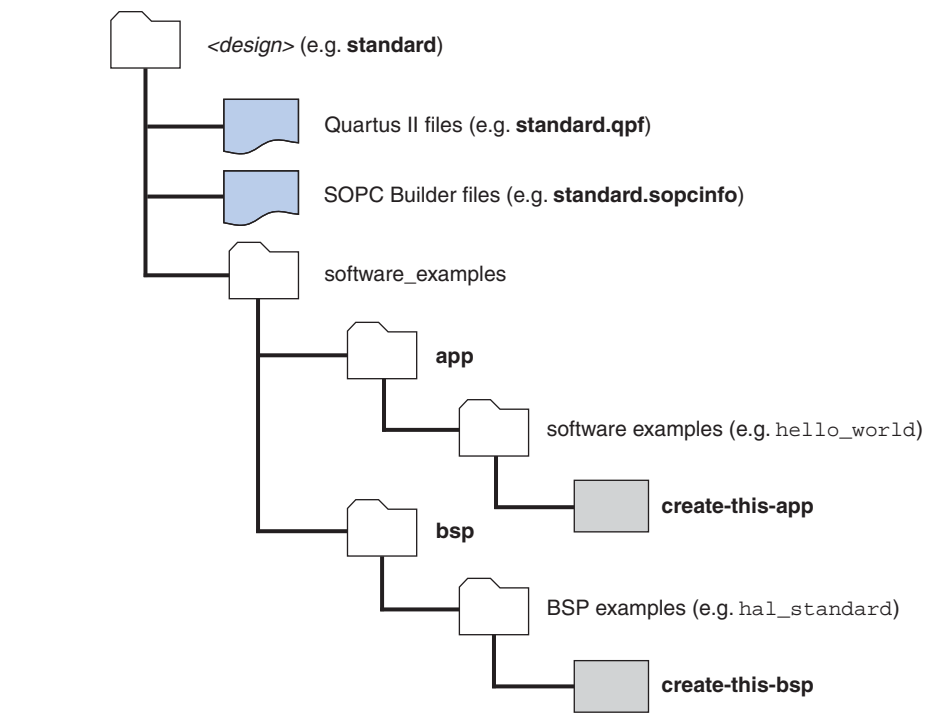 <design> (e.g. standard)
Quartus II files (e.g. standard.qpf)
SOPC Builder files (e.g. standard.sopcinfo)
software_examples
app
software examples (e.g. hello_world)
create-this-app
bsp
BSP examples (e.g. hal_standard)
create-this-bsp